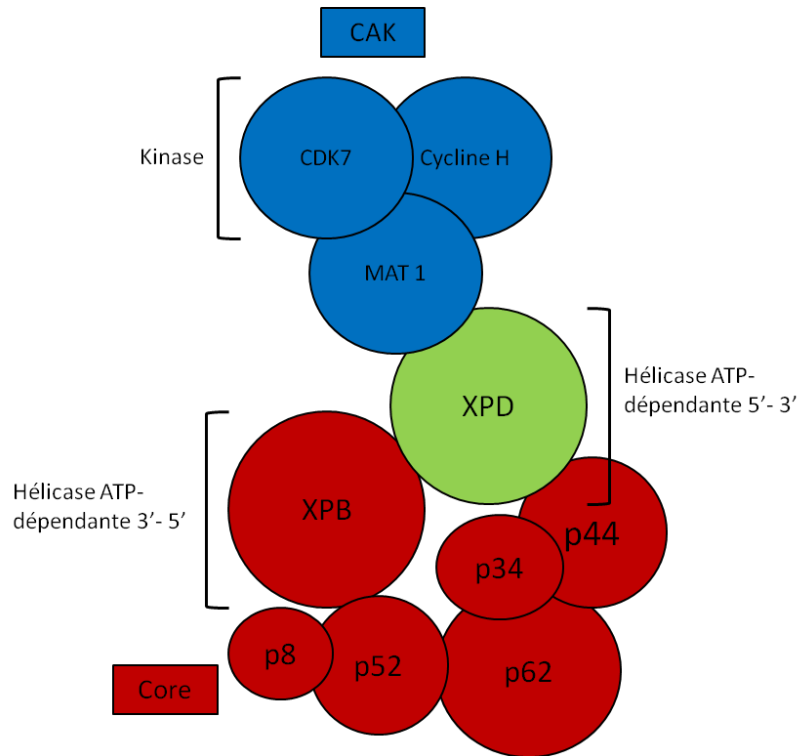 CAK
Kinase
CDK7
Cycline H
MAT 1
XPD
Hélicase ATP-
dépendante 5’- 3’
XPB
Hélicase ATP-
dépendante 3’- 5’
p44
p34
p8
p52
p62
Core